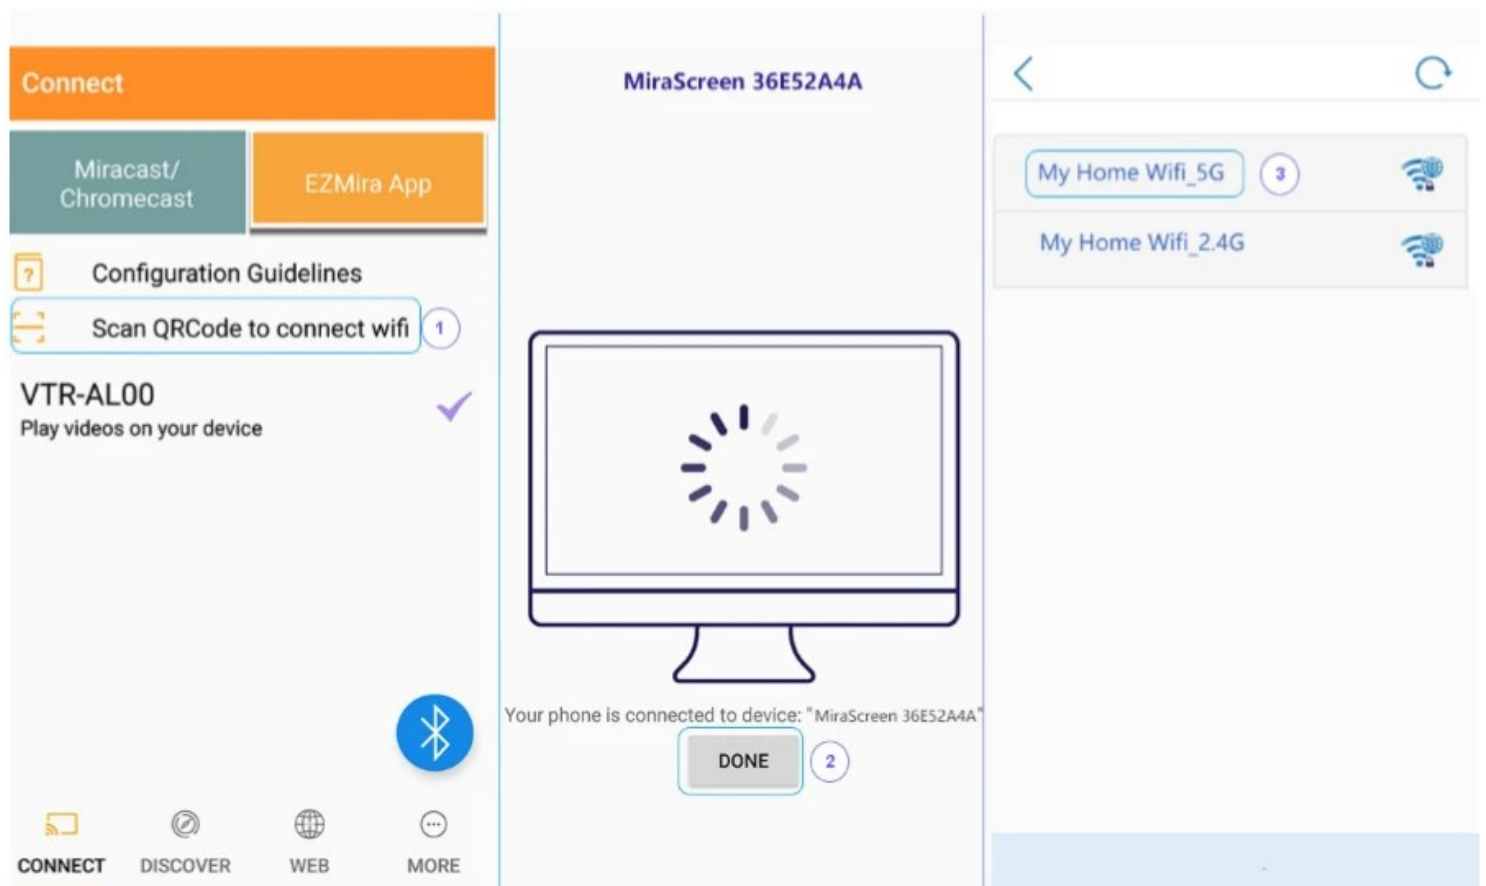 Connect
Miracast/
Chromecast
EZMira App
Configuration Guidelines
Scan QRCode to connect wifi
1
VTR-AL00
Play videos on your device
CONNECT
DISCOVER
WEB
MORE
MiraScreen 36E52A4A
Your phone is connected to device: "MiraScreen 36E52A4A"
DONE
2
My Home Wifi_5G
3
My Home Wifi_2.4G